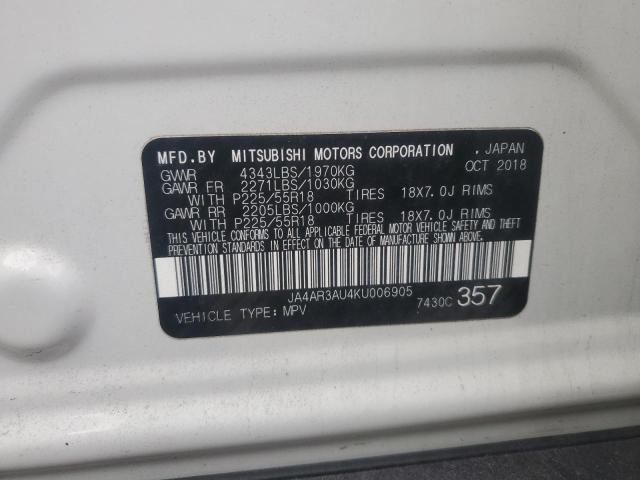 MFD.BY MITSUBISHI MOTORS CORPORATION . JAPAN
GVWR 4343LBS/1970KG OCT 2018
GAWR FR 2271LBS/1030KG
WITH P225/55R18 TIRES 18X7.0J RIMS
GAWR RR 2205LBS/1000KG
WITH P225/55R18 TIRES 18X7.0J RIMS
THIS VEHICLE CONFORMS TO ALL APPLICABLE FEDERAL MOTOR VEHICLE SAFETY AND THEFT
PREVENTION STANDARDS IN EFFECT ON THE DATE OF MANUFACTURE SHOWN ABOVE.
JA4AR3AU4KU006905
VEHICLE TYPE: MPV 7430C 357